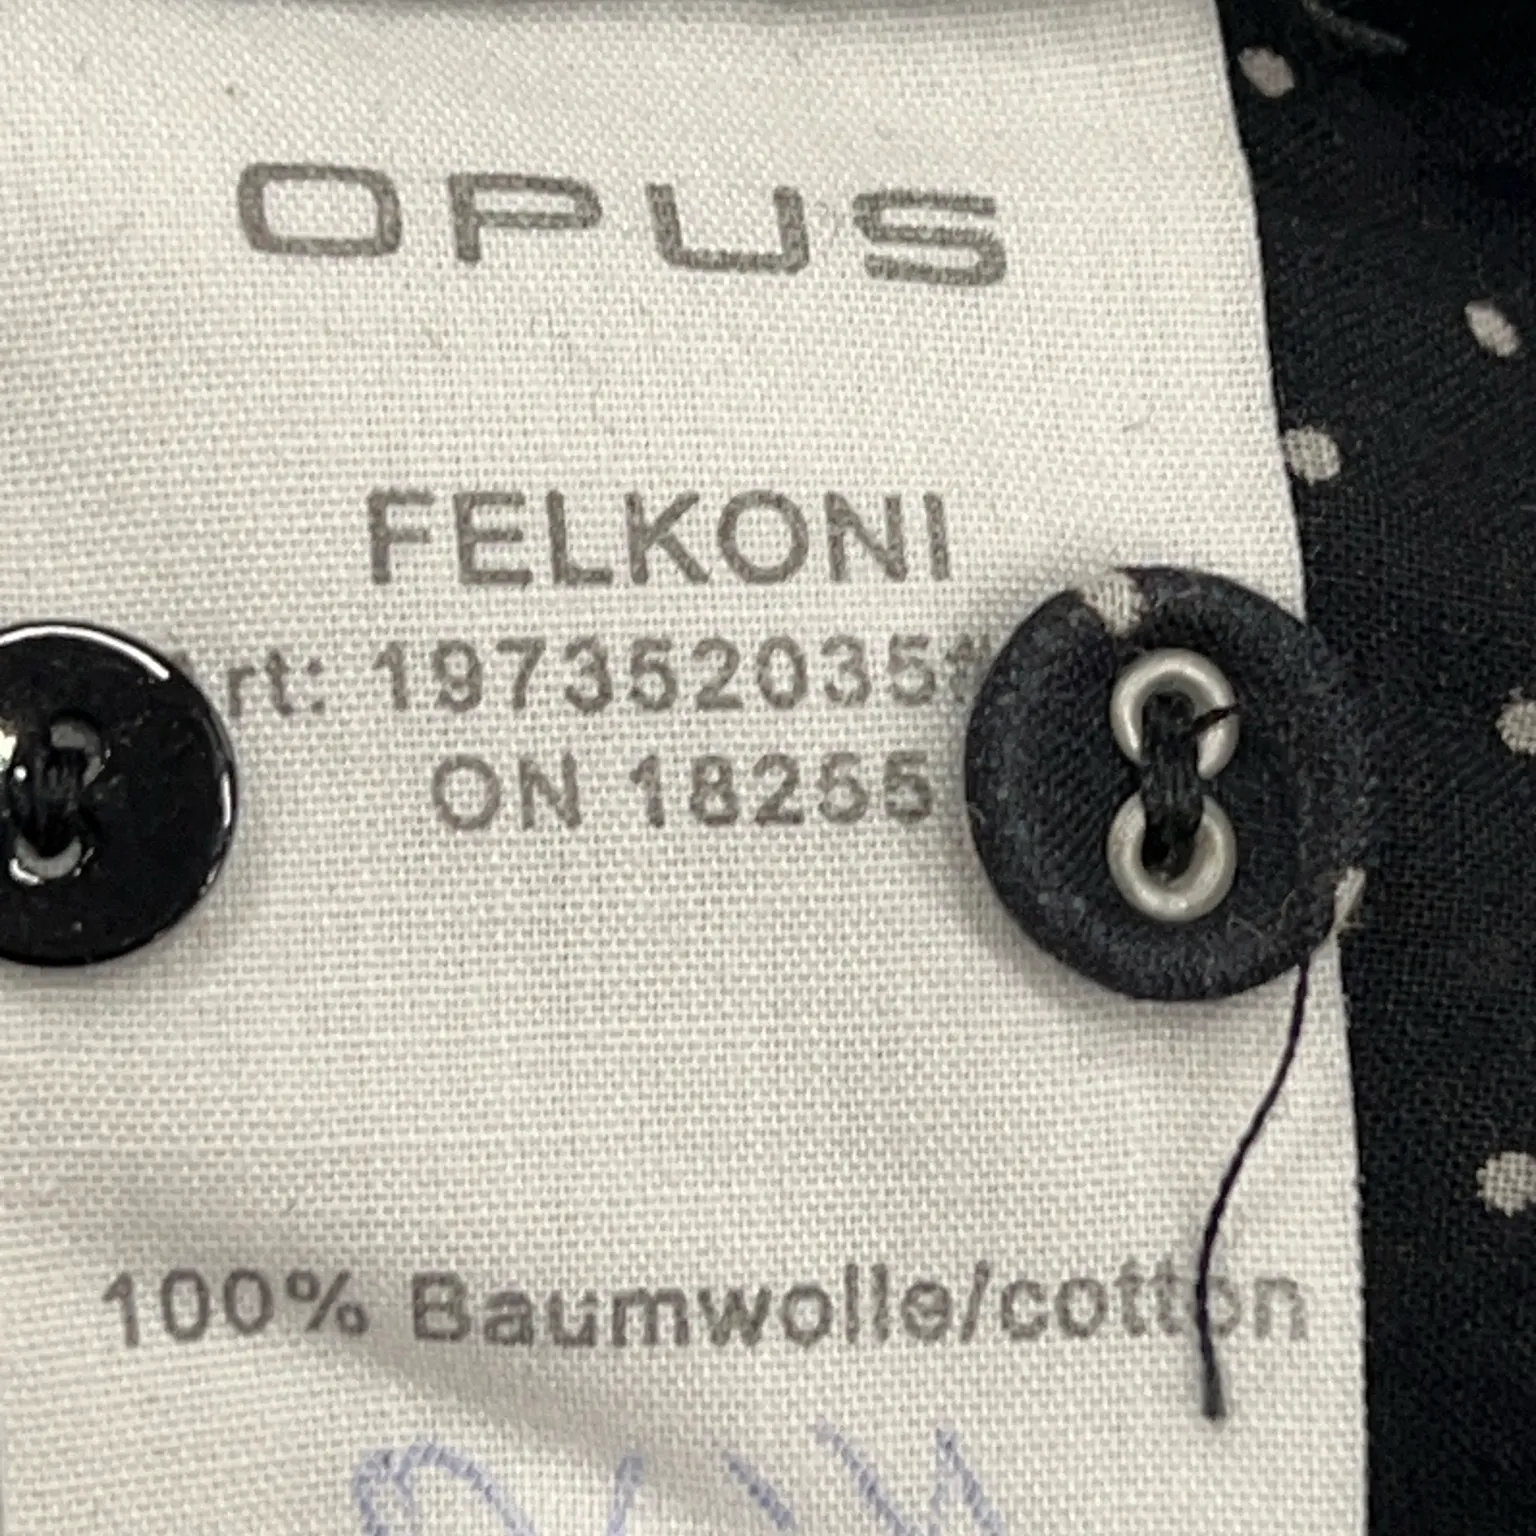 OPUS
FELKONI
rt: 197352035
ON 18255
100% Baumwolle/cotton